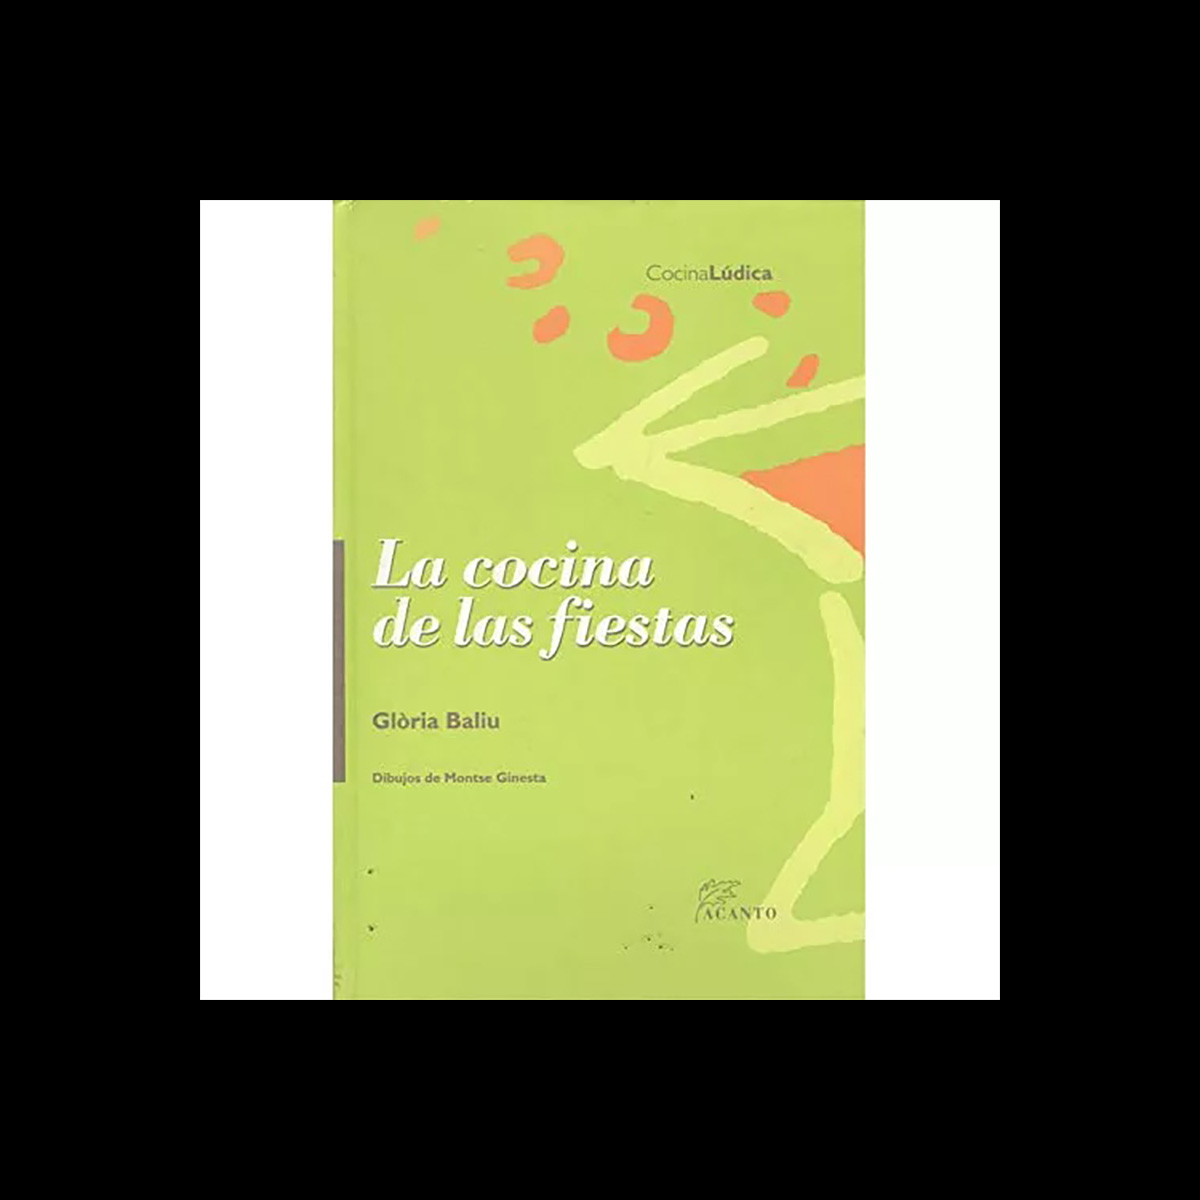 CocinaLúdica
La cocina
de las fiestas
Glòria Baliu
Dibujos de Montse Ginesta
ACANTO